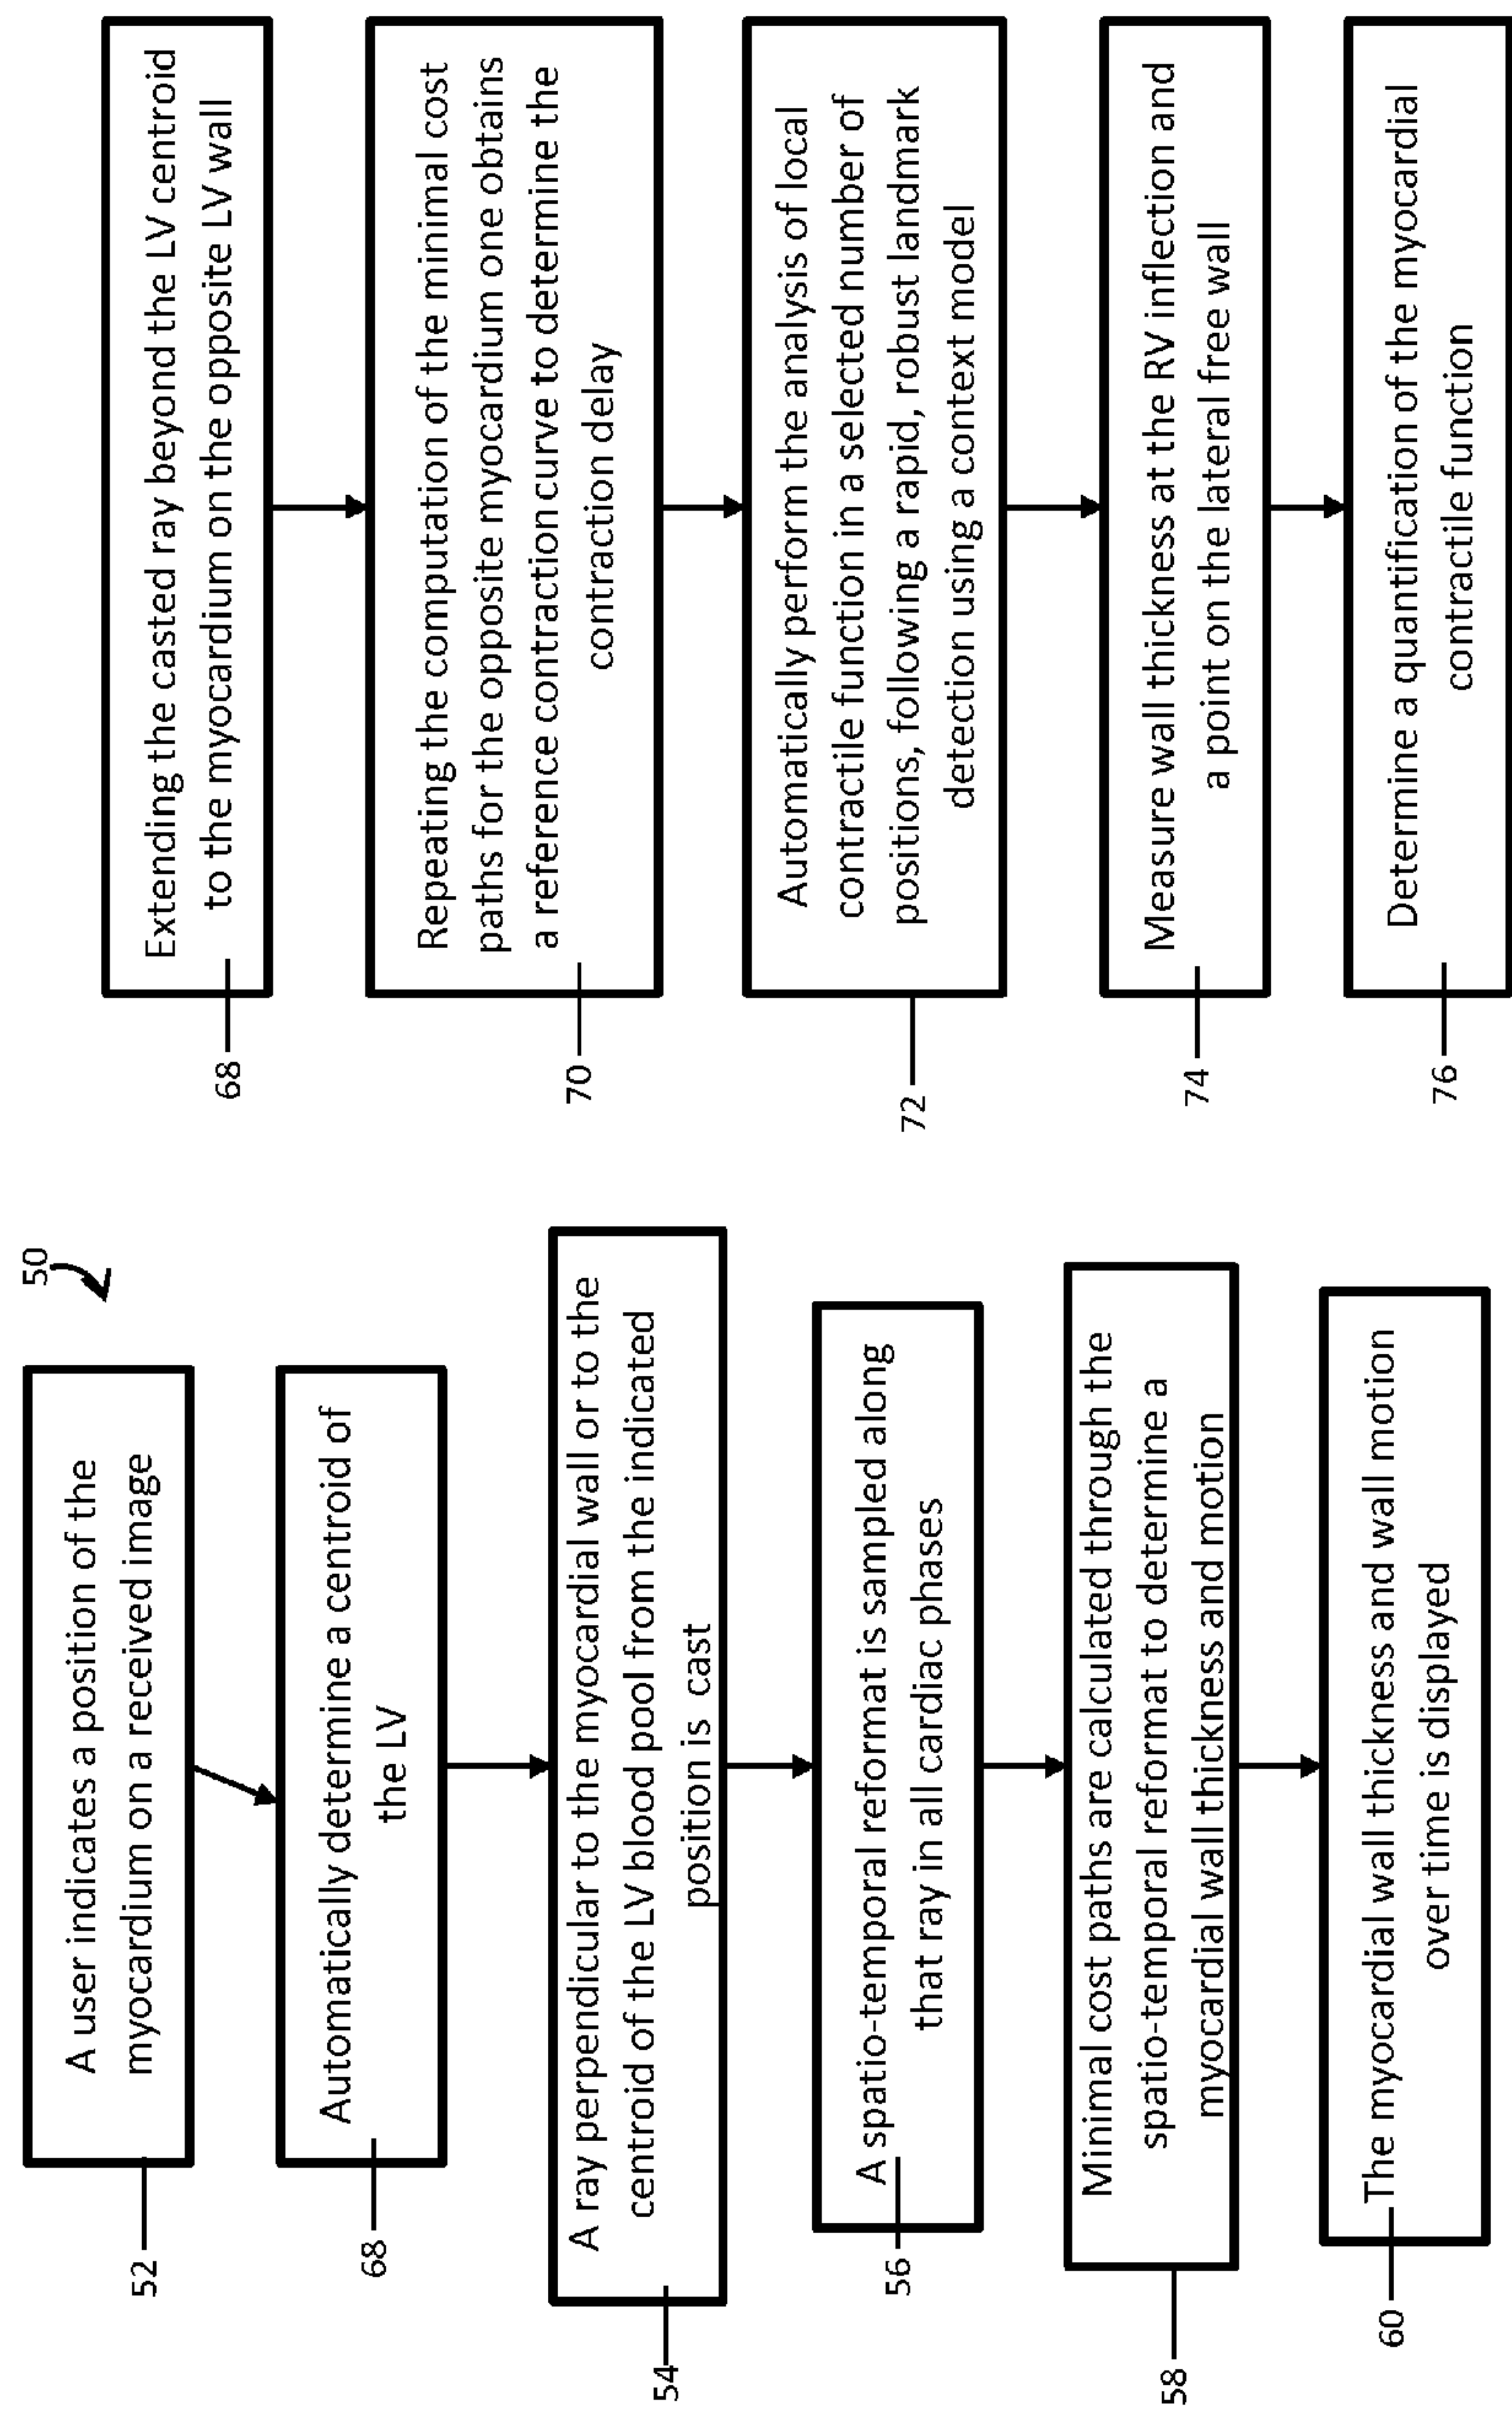 50
52
A user indicates a position of the
myocardium on a received image
68
Automatically determine a centroid of
the LV
54
A ray perpendicular to the myocardial wall or to the
centroid of the LV blood pool from the indicated
position is cast
56
A spatio-temporal reformat is sampled along
that ray in all cardiac phases
58
Minimal cost paths are calculated through the
spatio-temporal reformat to determine a
myocardial wall thickness and motion
60
The myocardial wall thickness and wall motion
over time is displayed
68
Extending the casted ray beyond the LV centroid
to the myocardium on the opposite LV wall
70
Repeating the computation of the minimal cost
paths for the opposite myocardium one obtains
a reference contraction curve to determine the
contraction delay
72
Automatically perform the analysis of local
contractile function in a selected number of
positions, following a rapid, robust landmark
detection using a context model
74
Measure wall thickness at the RV inflection and
a point on the lateral free wall
76
Determine a quantification of the myocardial
contractile function